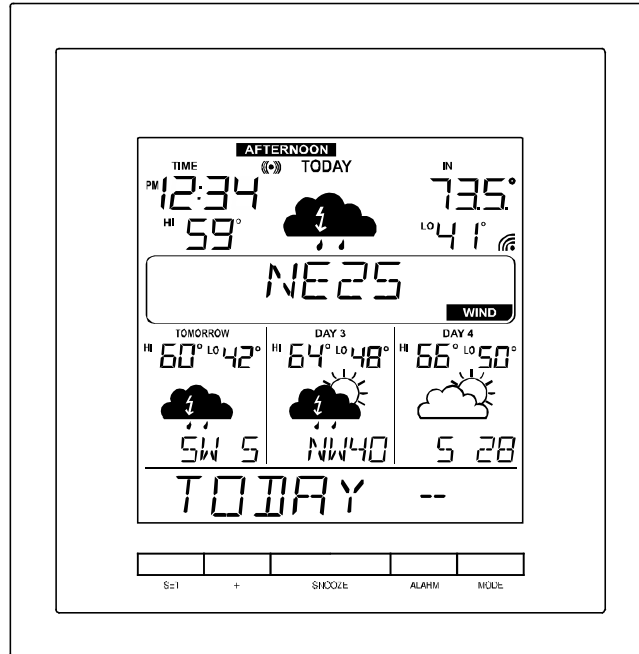 AFTERNOON
TIME TODAY IN
PM 12:34 73.5°
HI 59° LO 41°
NE25
WIND
TOMORROW DAY 3 DAY 4
HI 60° LO 42° HI 64° LO 48° HI 66° LO 50°
SW 5 NW40 S 28
TODAY --
SET + SNOOZE ALARM MODE